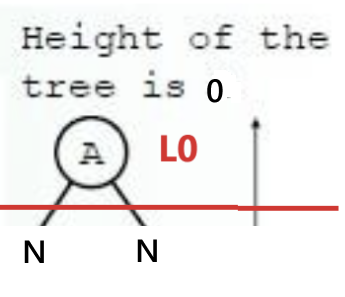 Height of the
tree is 0
A L0
N N